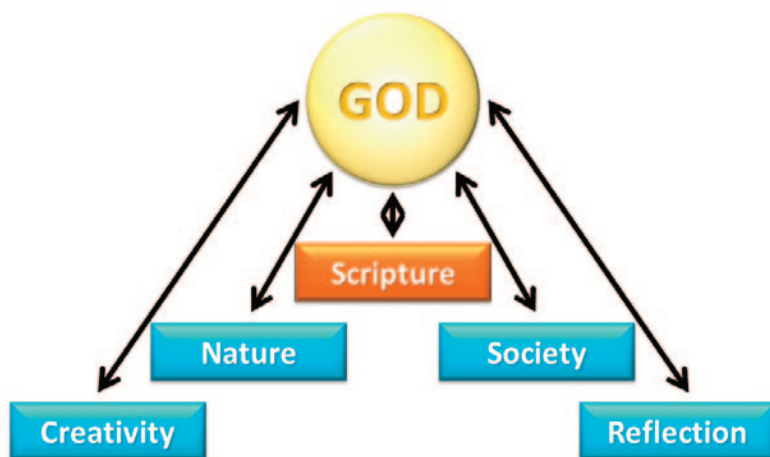 GOD
Scripture
Nature
Society
Creativity
Reflection